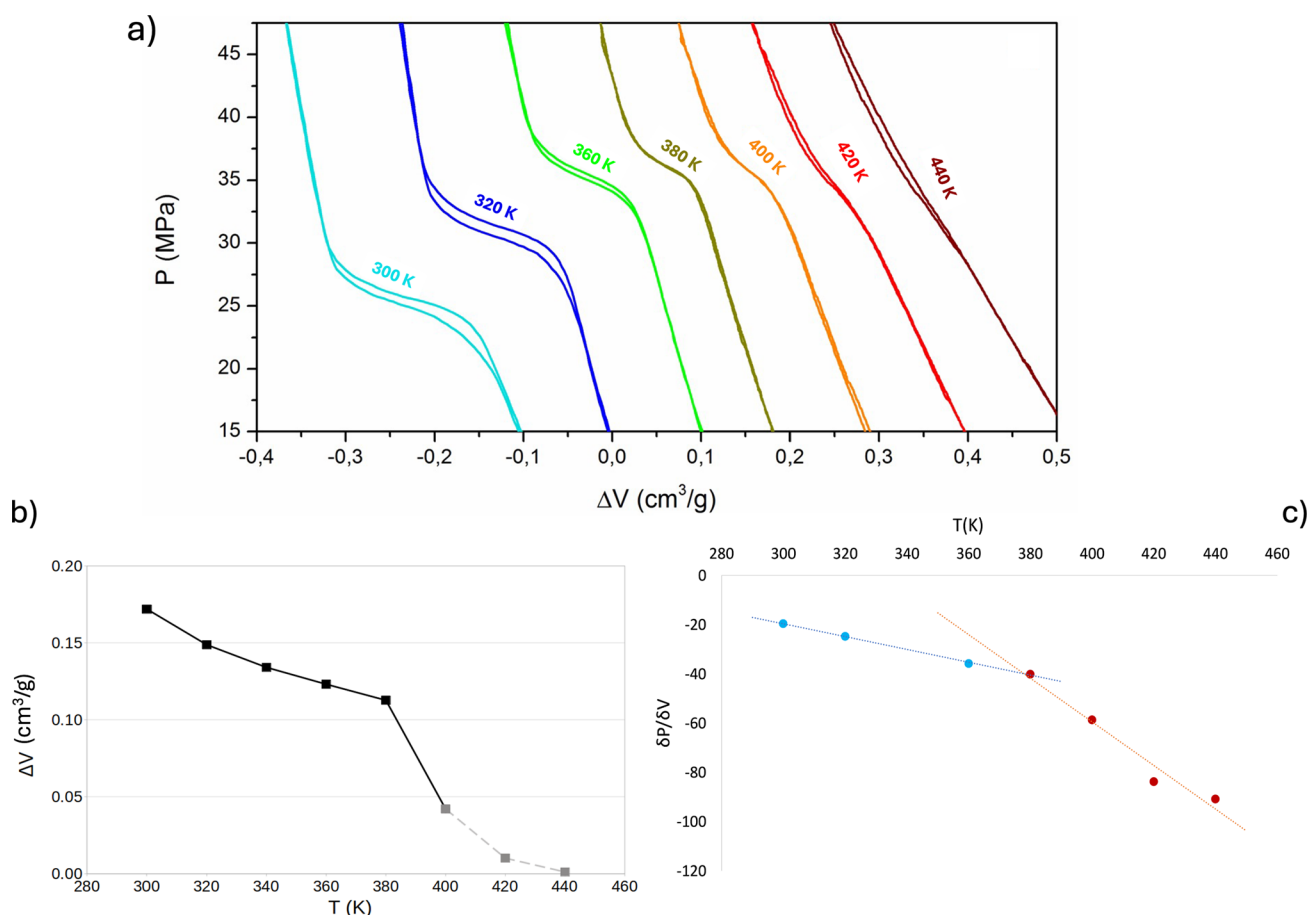 a)
P (MPa)
45
40
35
30
25
20
15
300 K
320 K
360 K
380 K
400 K
420 K
440 K
-0,4 -0,3 -0,2 -0,1 0,0 0,1 0,2 0,3 0,4 0,5
ΔV (cm³/g)
b)
ΔV (cm³/g)
0.20
0.15
0.10
0.05
0.00
280 300 320 340 360 380 400 420 440 460
T (K)
c)
T(K)
280 300 320 340 360 380 400 420 440 460
δP/δV
0
-20
-40
-60
-80
-100
-120